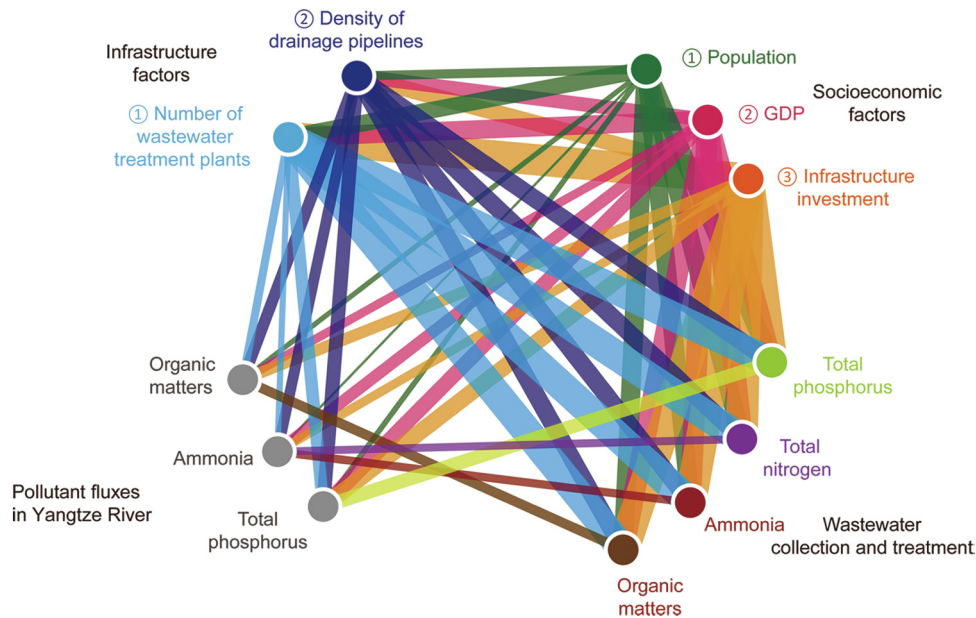 ② Density of
drainage pipelines
Infrastructure
factors
① Number of
wastewater
treatment plants
① Population
② GDP
Socioeconomic
factors
③ Infrastructure
investment
Organic
matters
Ammonia
Total
phosphorus
Pollutant fluxes
in Yangtze River
Total
phosphorus
Total
nitrogen
Ammonia
Wastewater
collection and treatment
Organic
matters